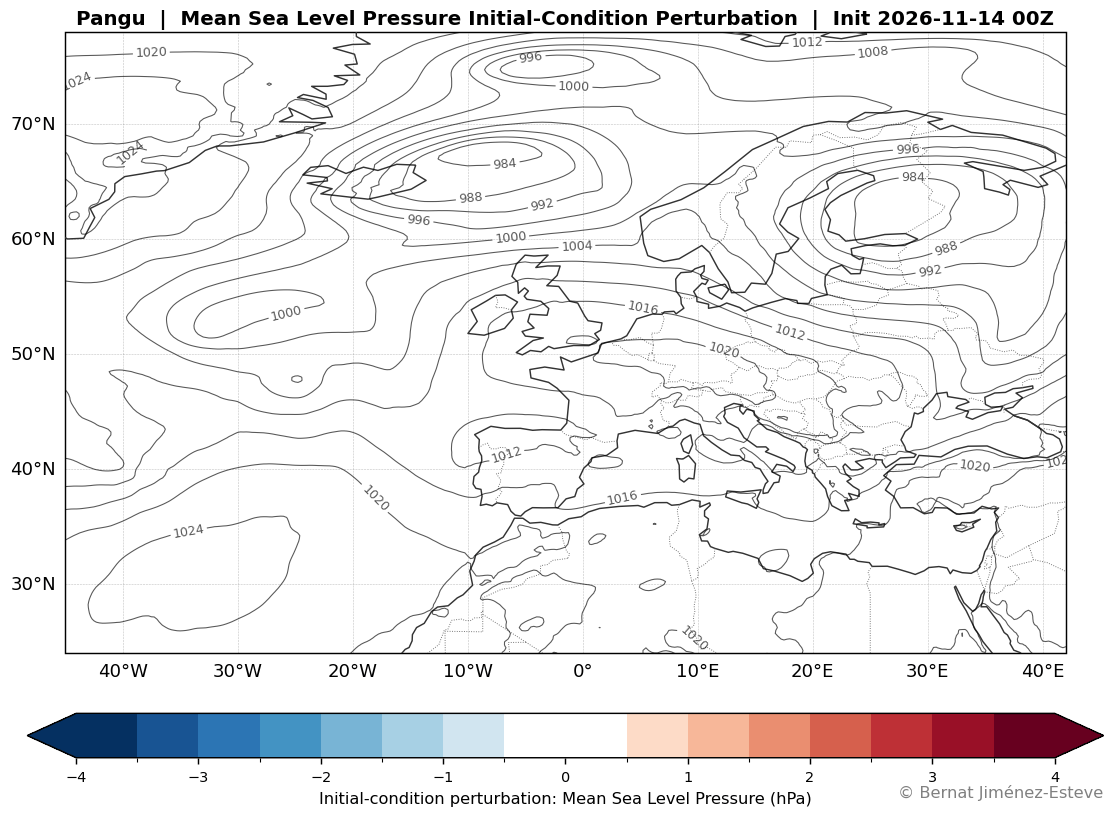 Pangu | Mean Sea Level Pressure Initial-Condition Perturbation | Init 2026-11-14 00Z
1020 996 1012 1008
1024 1000
70°N
1024 984 996
988 992 984
996
60°N 1000 1004 988
992
1000 1016 1012
50°N 1020
1012
40°N 1020 1020
1020 1016
1024
30°N
1020
40°W 30°W 20°W 10°W 0° 10°E 20°E 30°E 40°E
−4 −3 −2 −1 0 1 2 3 4
Initial-condition perturbation: Mean Sea Level Pressure (hPa)
© Bernat Jiménez-Esteve